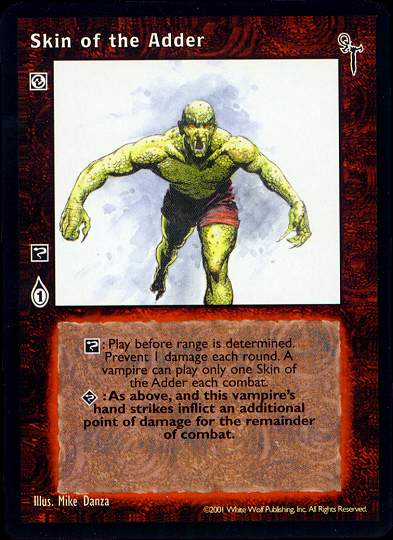 Skin of the Adder
1
: Play before range is determined.
Prevent 1 damage each round. A
vampire can play only one Skin of
the Adder each combat.
: As above, and this vampire's
hand strikes inflict an additional
point of damage for the remainder
of combat.
Illus. Mike Danza
©2001 White Wolf Publishing, Inc. All Rights Reserved.